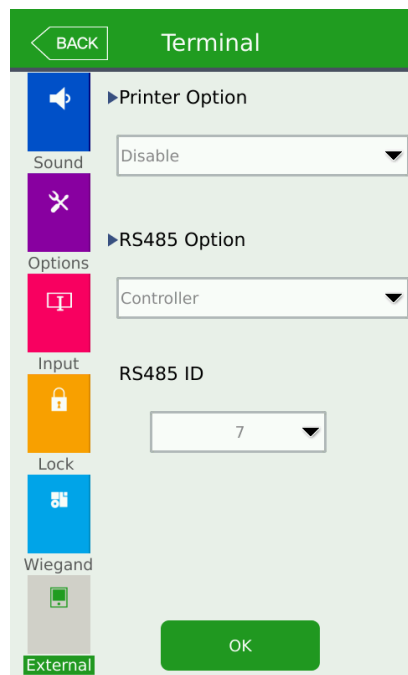 BACK
Terminal
Sound
Options
Input
Lock
Wiegand
External
▶Printer Option
Disable
▶RS485 Option
Controller
RS485 ID
7
OK